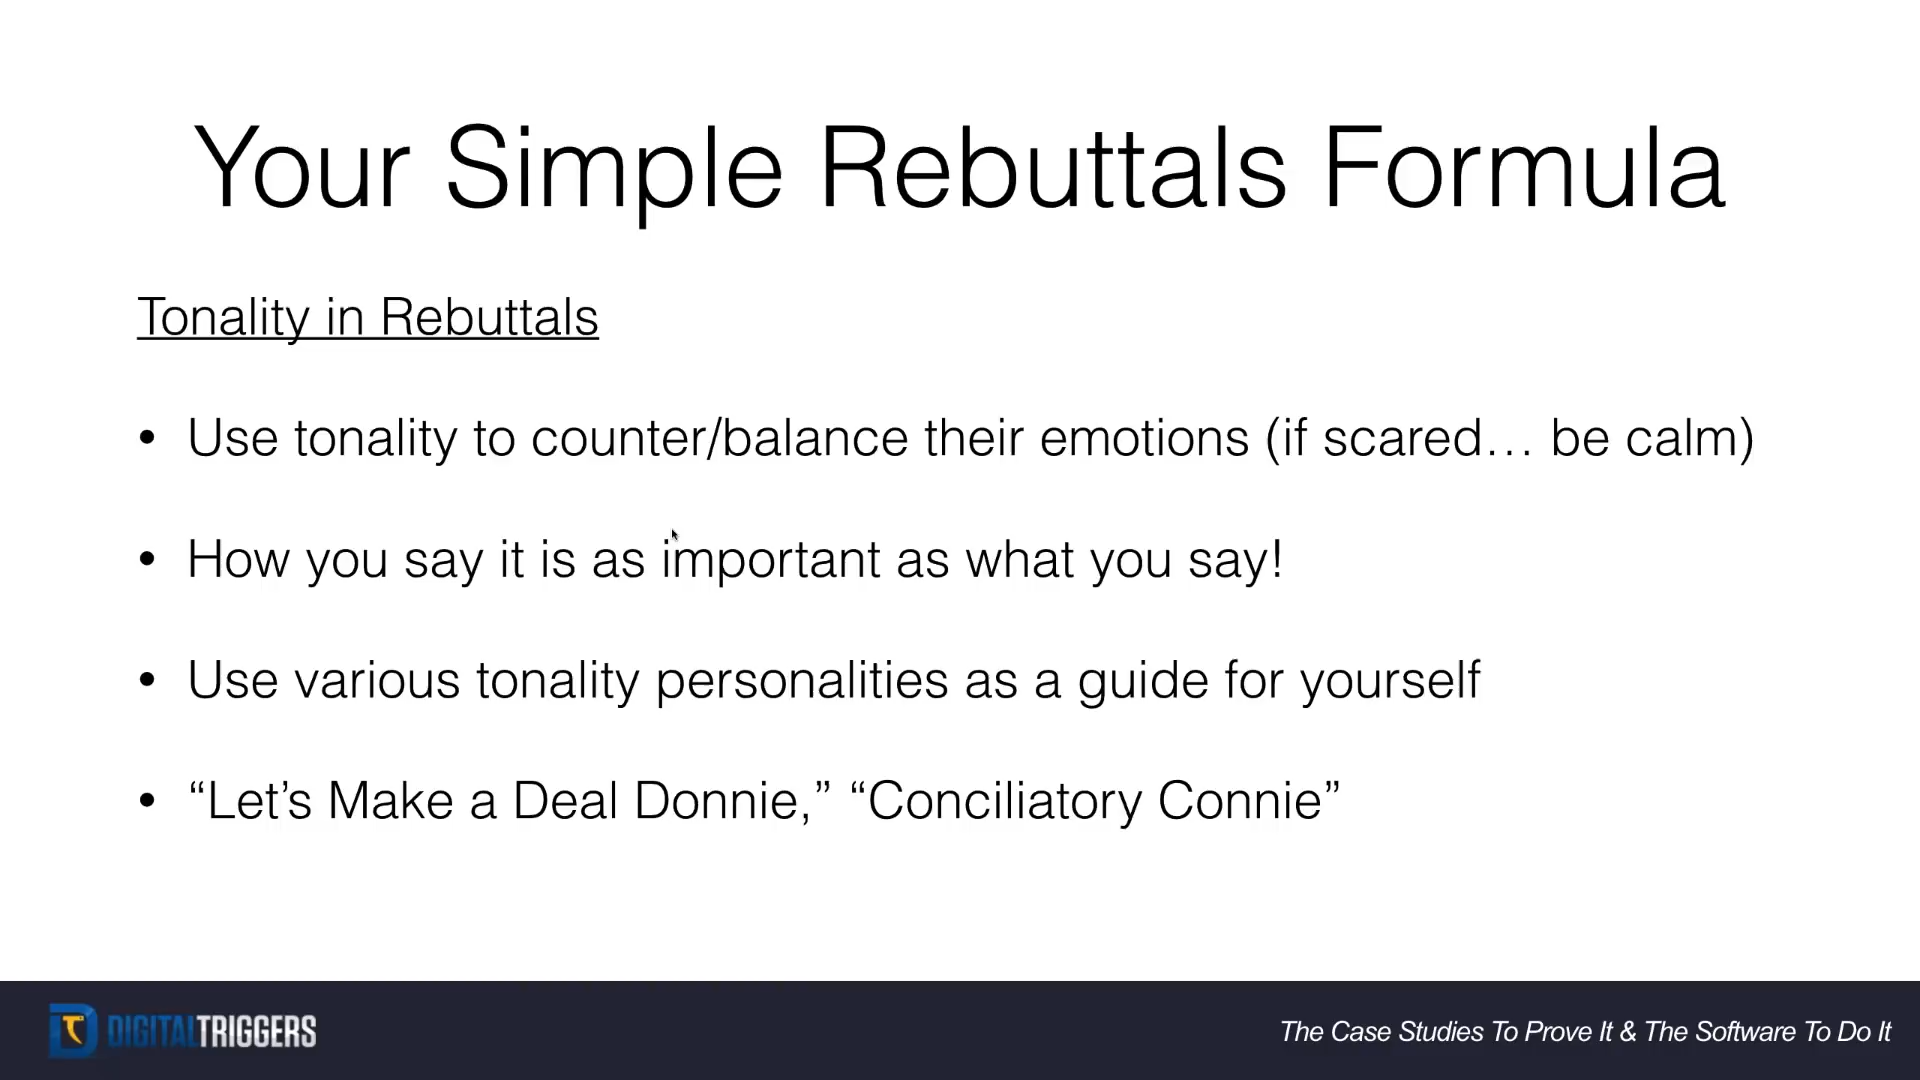 Your Simple Rebuttals Formula
Tonality in Rebuttals
• Use tonality to counter/balance their emotions (if scared… be calm)
• How you say it is as important as what you say!
• Use various tonality personalities as a guide for yourself
• “Let’s Make a Deal Donnie,” “Conciliatory Connie”
DIGITALTRIGGERS
The Case Studies To Prove It & The Software To Do It